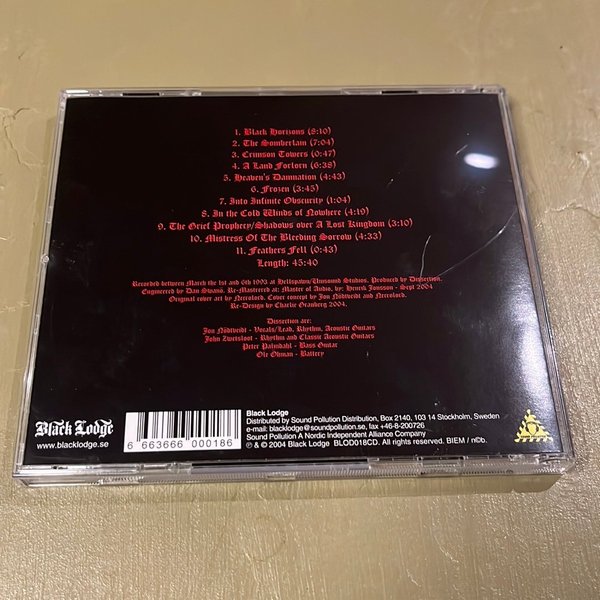 1. Black Horizons (8:10)
2. The Somberlain (7:04)
3. Crimson Towers (0:47)
4. A Land Forlorn (6:38)
5. Heaven's Damnation (4:43)
6. Frozen (3:45)
7. Into Infinite Obscurity (1:04)
8. In the Cold Winds of Nowhere (4:19)
9. The Grief Prophecy/Shadows over A Lost Kingdom (3:10)
10. Mistress Of The Bleeding Sorrow (4:33)
11. Feathers Fell (0:43)
Length: 45:40
Recorded between March the 1st and 6th 1993 at Hellspawn/Unisound Studios. Produced by Dissection.
Engineered by Dan Swanö. Re-Mastered at: Master of Audio, by: Henrik Jonsson - Sept 2004
Original cover art by Necrolord. Cover concept by Jon Nödtveidt and Necrolord.
Re-Design by Charlie Granberg 2004.
Dissection are:
Jon Nödtveidt - Vocals/Lead, Rhythm, Acoustic Guitars
John Zwetsloot - Rhythm and Classic Acoustic Guitars
Peter Palmdahl - Bass Guitar
Ole Öhman - Battery
Black Lodge
www.blacklodge.se
6 663666 000186
Black Lodge
Distributed by Sound Pollution Distribution, Box 2140, 103 14 Stockholm, Sweden
e-mail: blacklodge@soundpollution.se, fax +46-8-200726
Sound Pollution A Nordic Independent Alliance Company
℗ & © 2004 Black Lodge BLOD018CD. All rights reserved. BIEM / nCb.